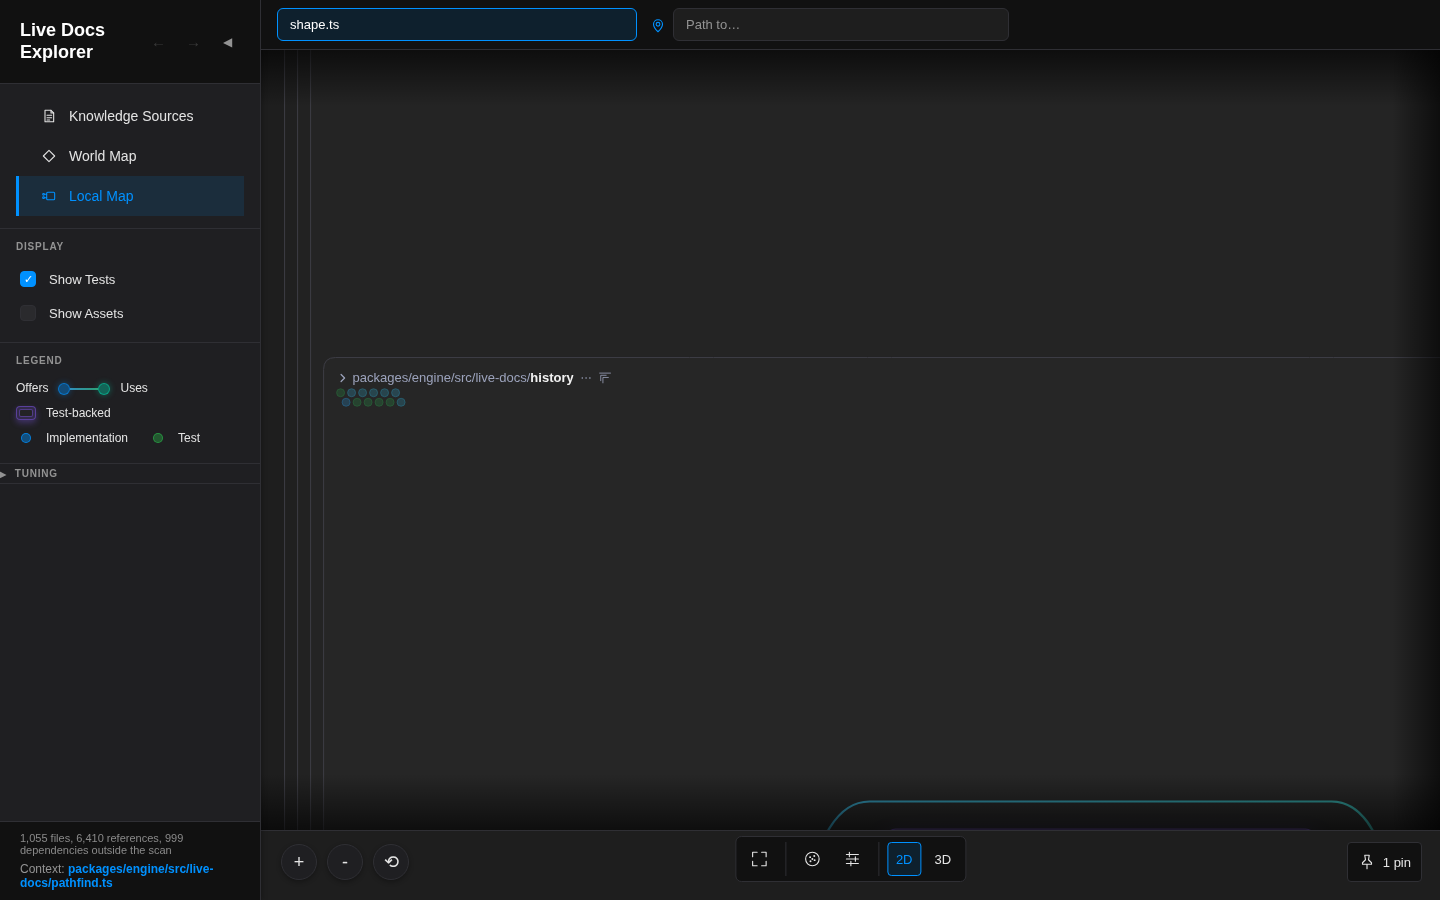 Live Docs
Explorer
shape.ts
Path to…
Knowledge Sources
World Map
Local Map
DISPLAY
Show Tests
Show Assets
LEGEND
Offers
Uses
Test-backed
Implementation
Test
TUNING
packages/engine/src/live-docs/history
1,055 files, 6,410 references, 999
dependencies outside the scan
Context: packages/engine/src/live-
docs/pathfind.ts
+
-
2D
3D
1 pin